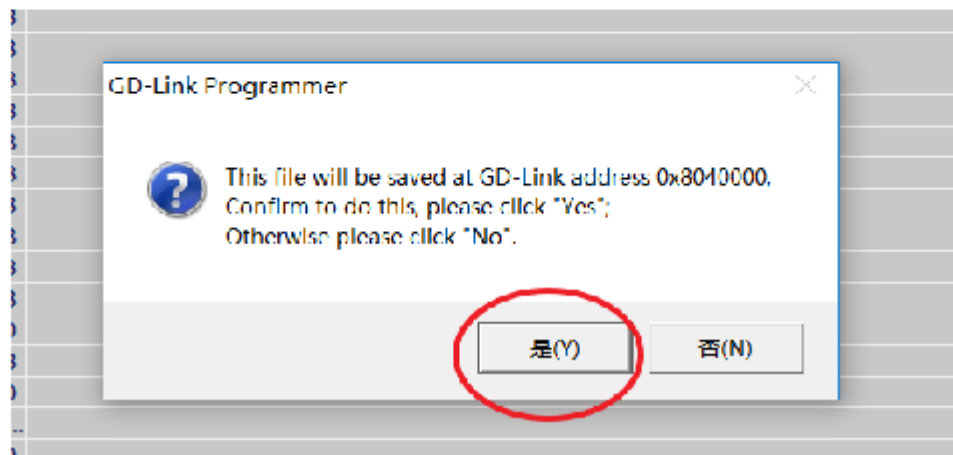 GD-Link Programmer
This file will be saved at GD-Link address 0x8040000,
Confirm to do this, please click "Yes";
Otherwise please click "No".
是(Y)
否(N)